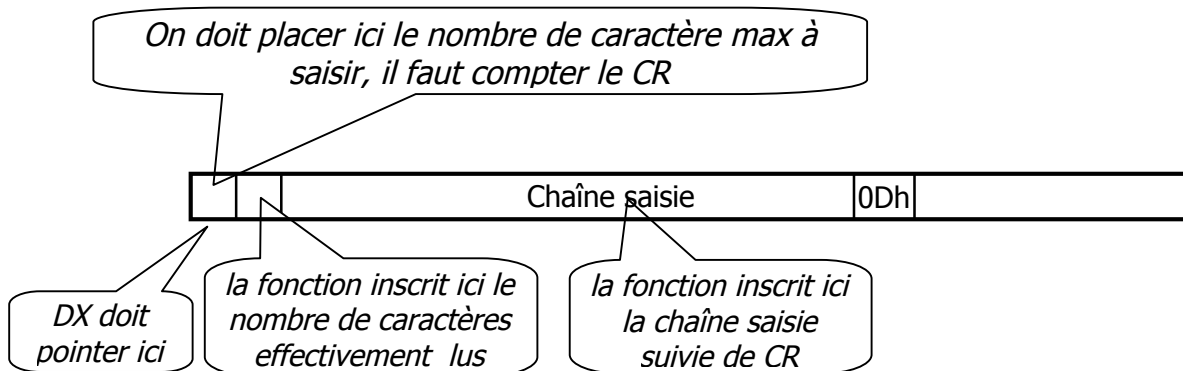 On doit placer ici le nombre de caractère max à
saisir, il faut compter le CR
Chaîne saisie
0Dh
DX doit
pointer ici
la fonction inscrit ici le
nombre de caractères
effectivement lus
la fonction inscrit ici
la chaîne saisie
suivie de CR